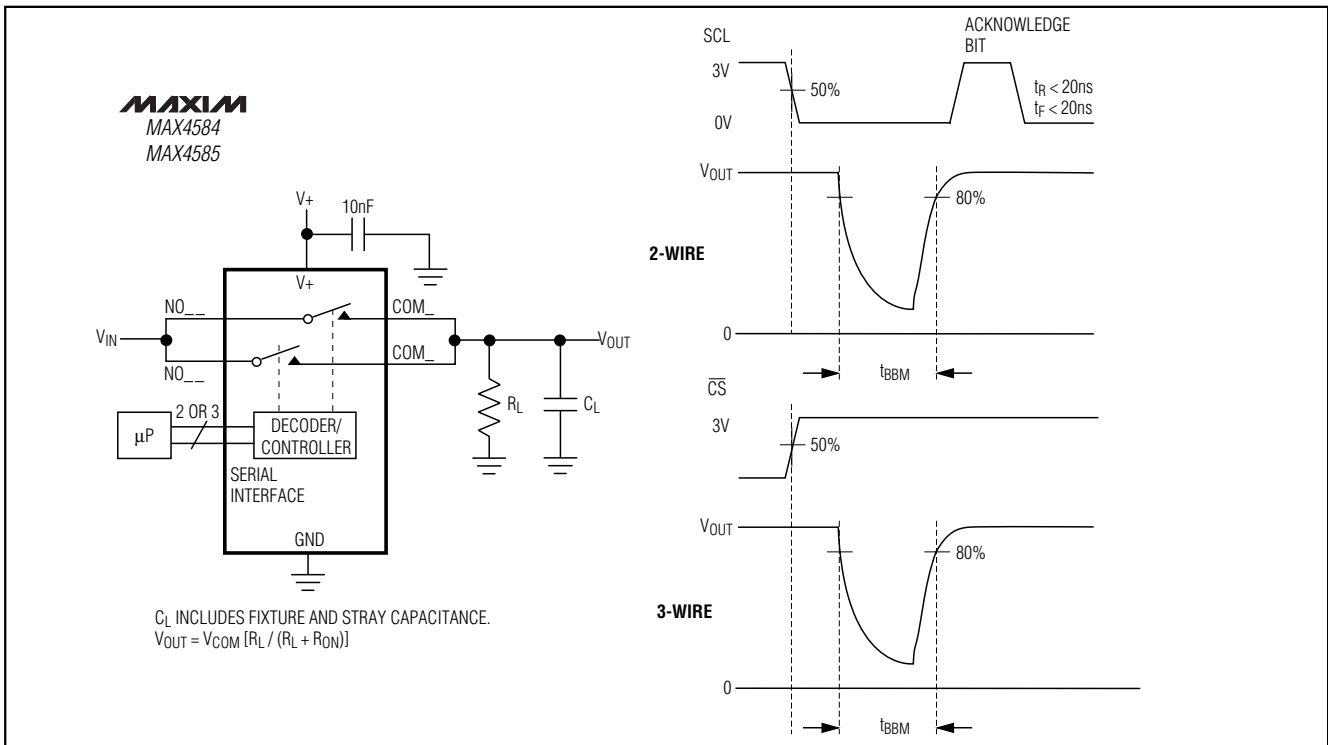 MAXIM
MAX4584
MAX4585
V+
10nF
V+
NO__
COM_
VIN
VOUT
NO__
COM_
RL
CL
µP
2 OR 3
DECODER/
CONTROLLER
SERIAL
INTERFACE
GND
CL INCLUDES FIXTURE AND STRAY CAPACITANCE.
VOUT = VCOM [RL / (RL + RON)]
SCL
ACKNOWLEDGE
BIT
3V
50%
tR < 20ns
tF < 20ns
0V
VOUT
80%
2-WIRE
0
tBBM
CS
3V
50%
VOUT
80%
3-WIRE
0
tBBM